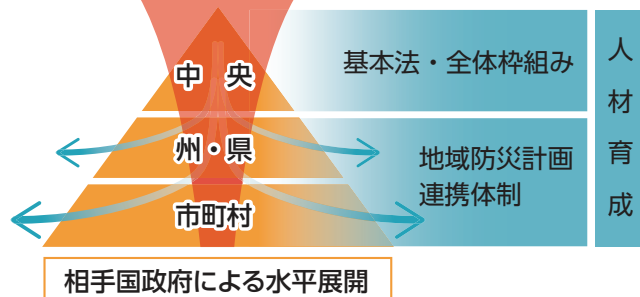 中　央
州・県
市町村
相手国政府による水平展開
基本法・全体枠組み
地域防災計画
連携体制
人材育成